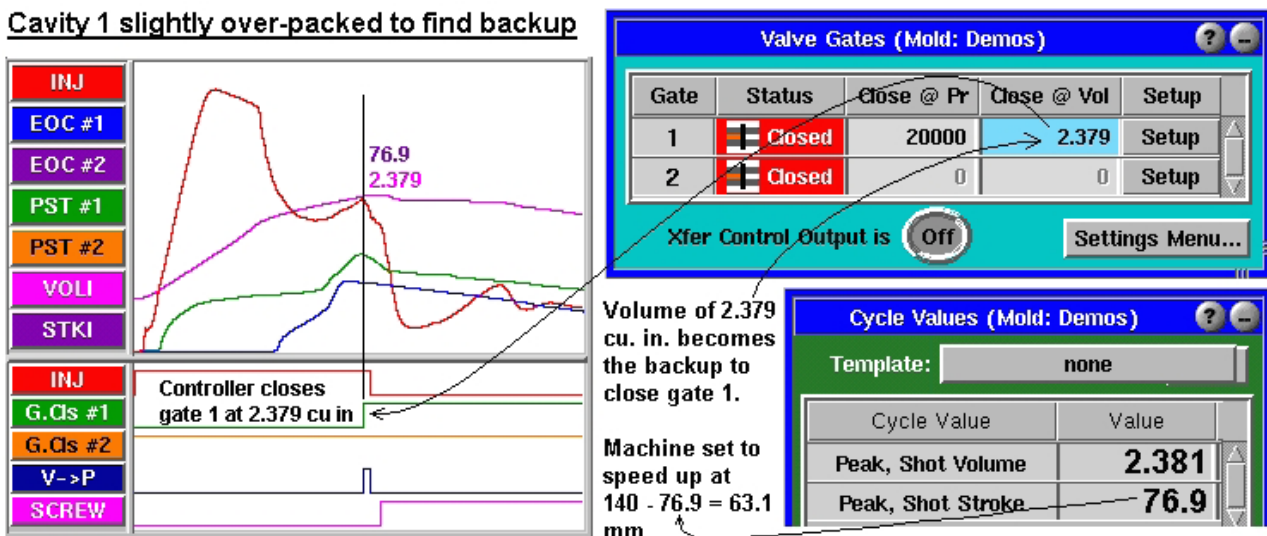 Cavity 1 slightly over-packed to find backup
INJ
EOC #1
EOC #2
PST #1
PST #2
VOLI
STKI
76.9
2.379
INJ
G.Cls #1
G.Cls #2
V->P
SCREW
Controller closes
gate 1 at 2.379 cu in
Valve Gates (Mold: Demos)
?
Gate Status Close @ Pr Close @ Vol Setup
1 Closed 20000 2.379 Setup
2 Closed 0 0 Setup
Xfer Control Output is Off Settings Menu...
Volume of 2.379
cu. in. becomes
the backup to
close gate 1.
Machine set to
speed up at
140 - 76.9 = 63.1
mm
Cycle Values (Mold: Demos)
?
Template: none
Cycle Value Value
Peak, Shot Volume 2.381
Peak, Shot Stroke 76.9